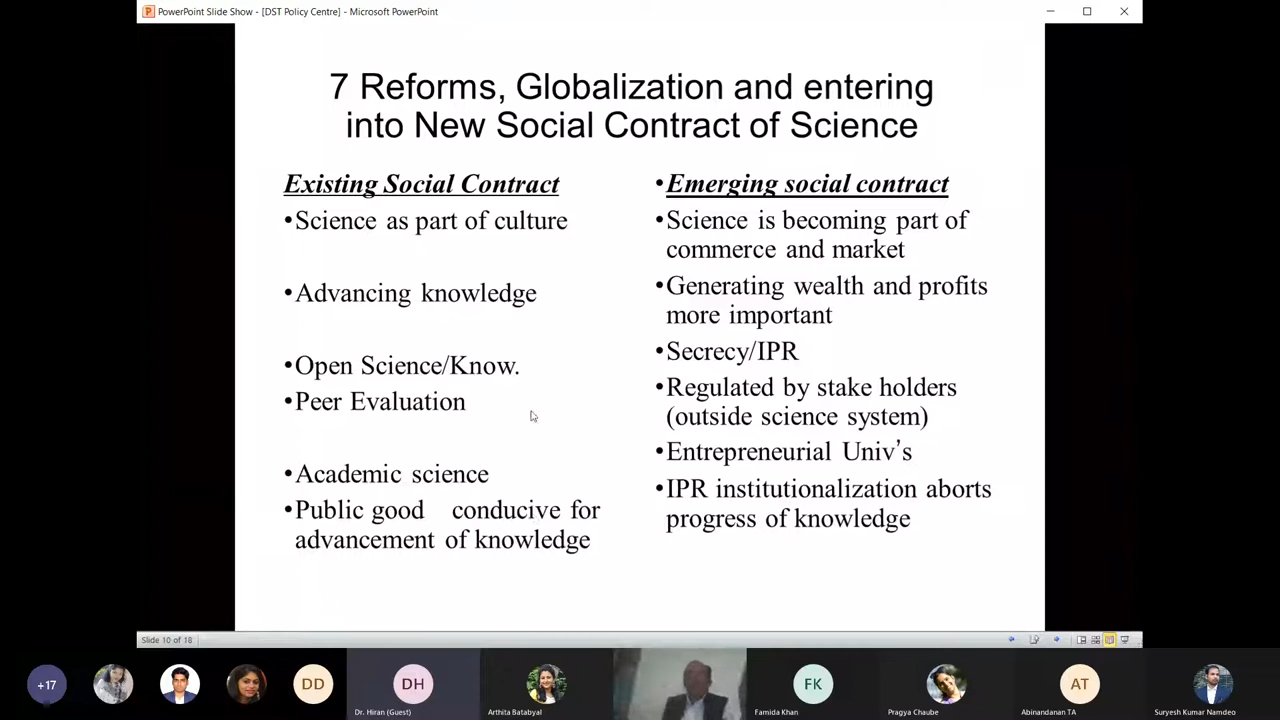 PowerPoint Slide Show - [DST Policy Centre] - Microsoft PowerPoint
7 Reforms, Globalization and entering
into New Social Contract of Science
Existing Social Contract
•Science as part of culture
•Advancing knowledge
•Open Science/Know.
•Peer Evaluation
•Academic science
•Public good conducive for
advancement of knowledge
•Emerging social contract
•Science is becoming part of
commerce and market
•Generating wealth and profits
more important
•Secrecy/IPR
•Regulated by stake holders
(outside science system)
•Entrepreneurial Univ’s
•IPR institutionalization aborts
progress of knowledge
Slide 10 of 18
+17
DD
DH
FK
AT
Dr. Hiran (Guest)
Arthita Batabyal
Famida Khan
Pragya Chaube
Abinandanan TA
Suryesh Kumar Namdeo